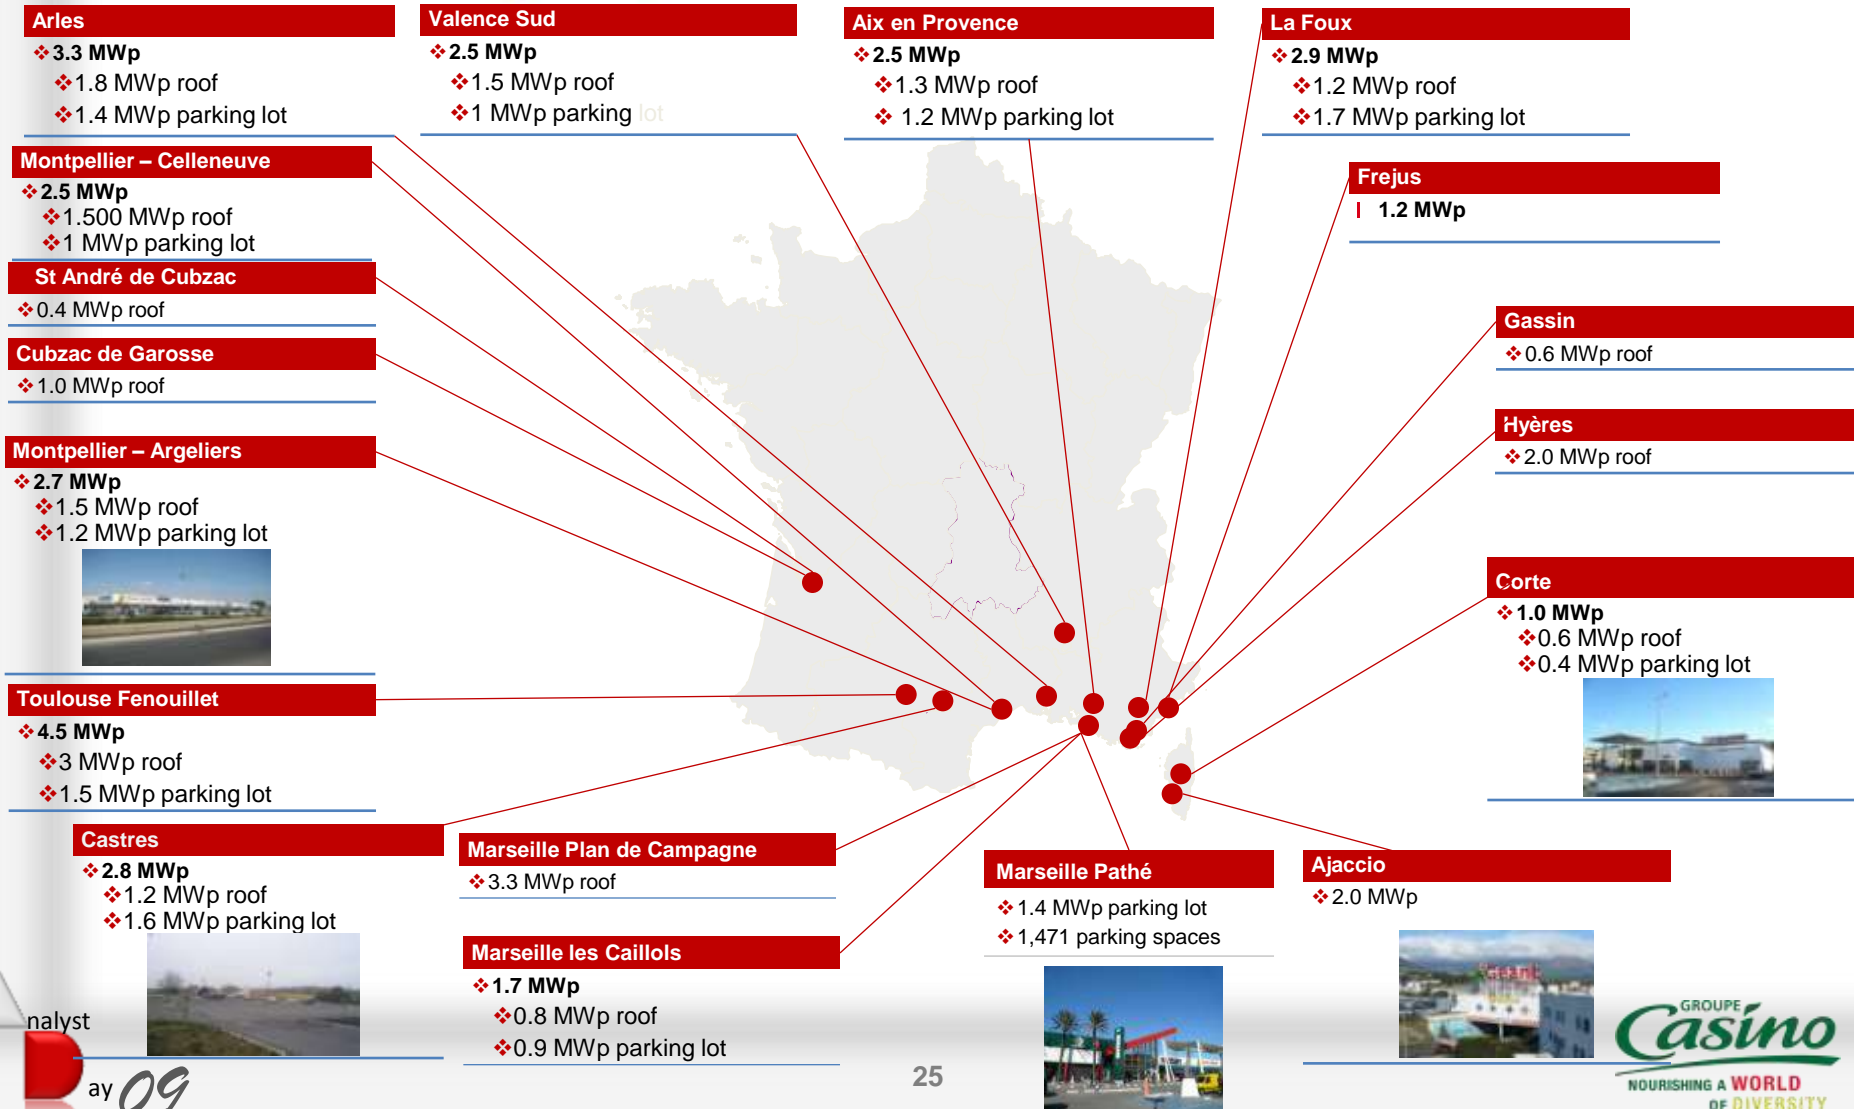 Arles
3.3 MWp
1.8 MWp roof
1.4 MWp parking lot
Valence Sud
2.5 MWp
1.5 MWp roof
1 MWp parking lot
Aix en Provence
2.5 MWp
1.3 MWp roof
1.2 MWp parking lot
La Foux
2.9 MWp
1.2 MWp roof
1.7 MWp parking lot
Montpellier – Celleneuve
2.5 MWp
1.500 MWp roof
1 MWp parking lot
Frejus
1.2 MWp
St André de Cubzac
0.4 MWp roof
Cubzac de Garosse
1.0 MWp roof
Gassin
0.6 MWp roof
Hyères
2.0 MWp roof
Montpellier – Argeliers
2.7 MWp
1.5 MWp roof
1.2 MWp parking lot
Corte
1.0 MWp
0.6 MWp roof
0.4 MWp parking lot
Toulouse Fenouillet
4.5 MWp
3 MWp roof
1.5 MWp parking lot
Castres
2.8 MWp
1.2 MWp roof
1.6 MWp parking lot
Marseille Plan de Campagne
3.3 MWp roof
Marseille les Caillols
1.7 MWp
0.8 MWp roof
0.9 MWp parking lot
Marseille Pathé
1.4 MWp parking lot
1,471 parking spaces
Ajaccio
2.0 MWp
Geant
nalyst
ay 09
25
GROUPE
Casino
NOURISHING A WORLD
OF DIVERSITY